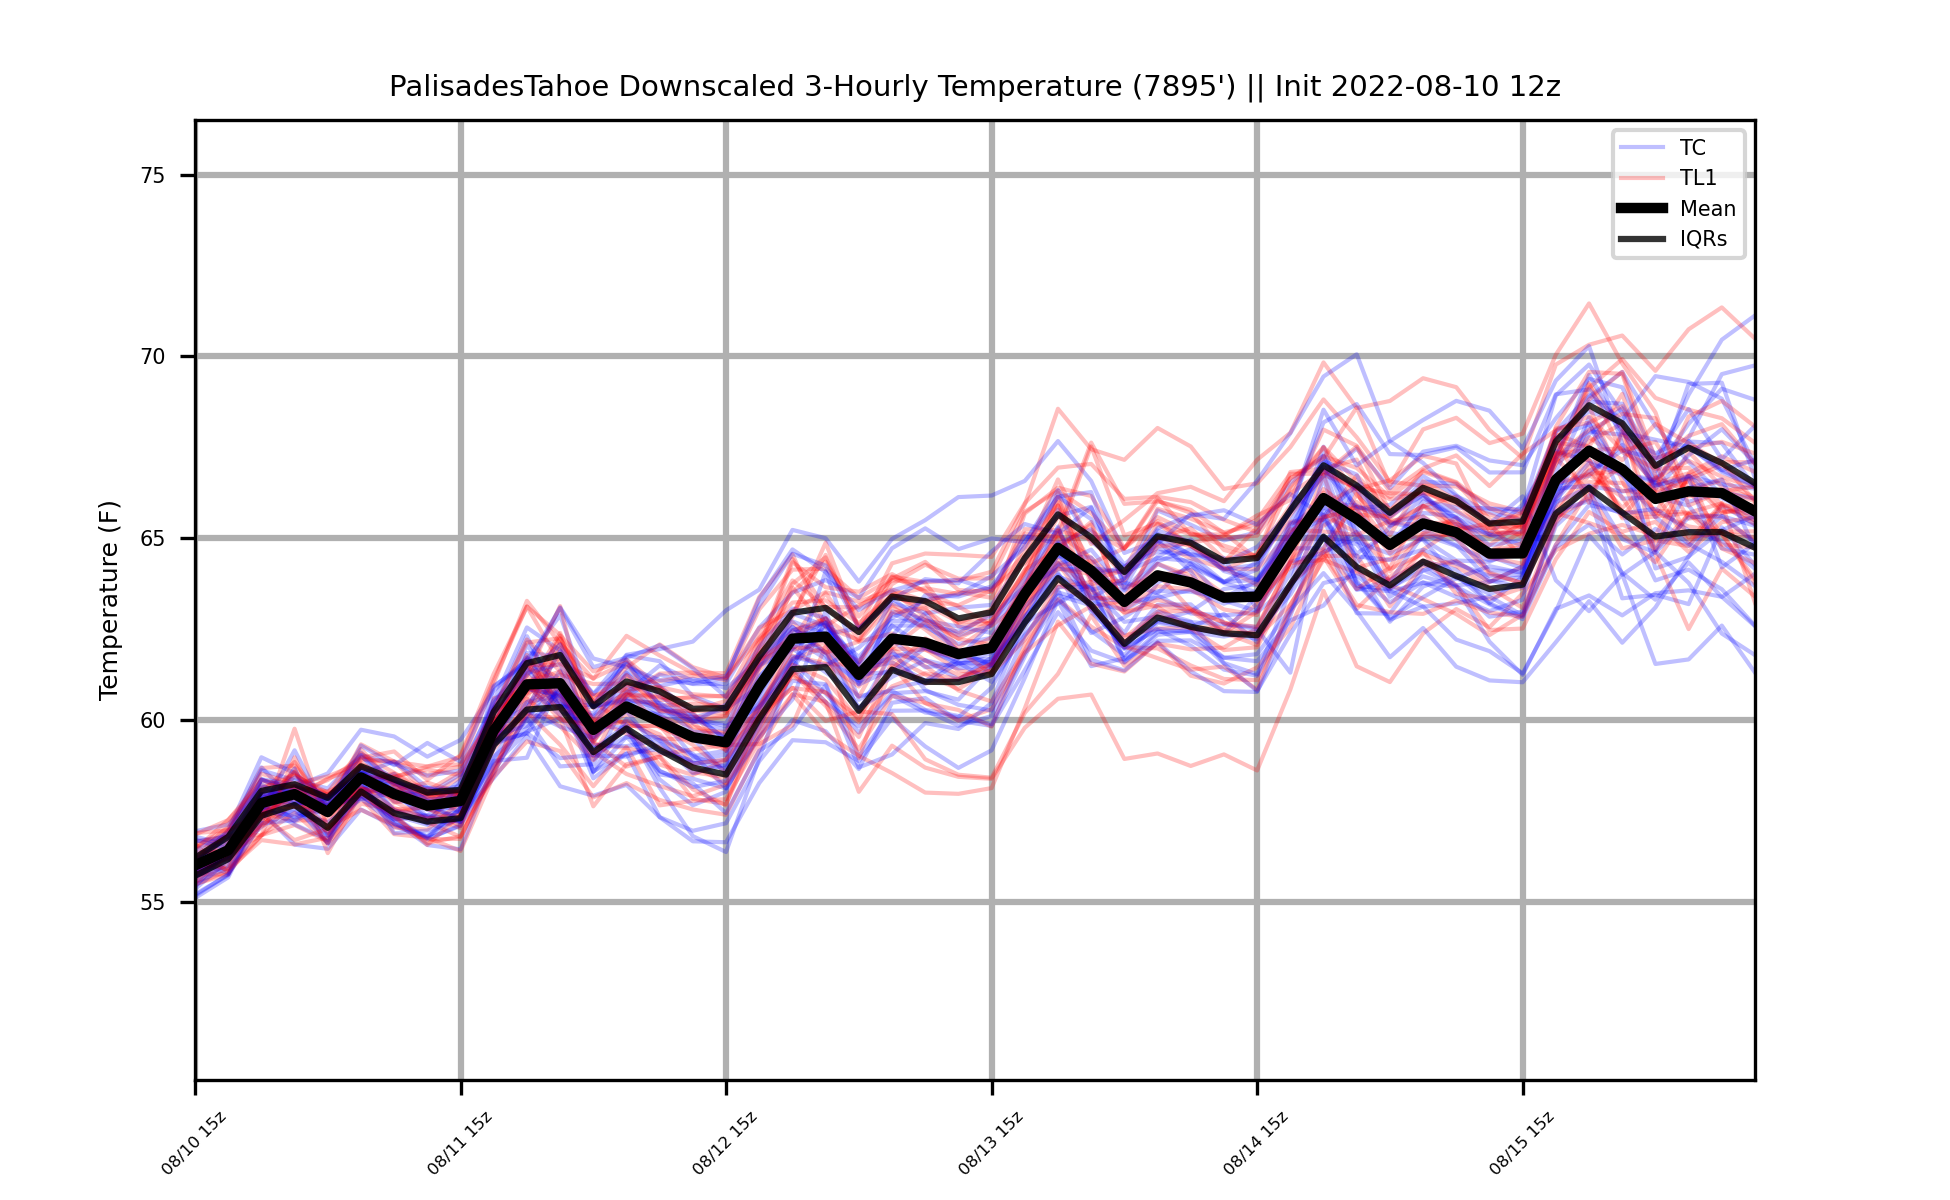 PalisadesTahoe Downscaled 3-Hourly Temperature (7895') || Init 2022-08-10 12z
TC
TL1
Mean
IQRs
Temperature (F)
75
70
65
60
55
08/10 15z
08/11 15z
08/12 15z
08/13 15z
08/14 15z
08/15 15z